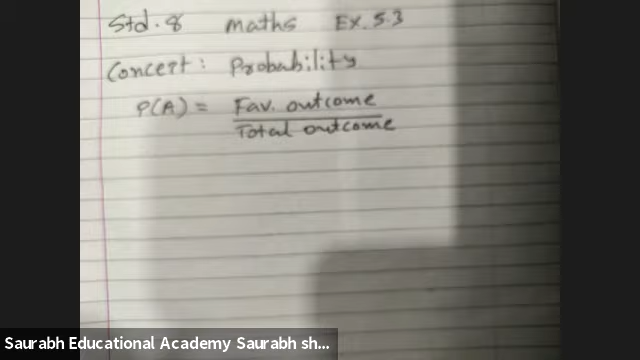 Std. 8 maths Ex. 5.3
Concept: Probability
P(A) = Fav. outcome
Total outcome
Saurabh Educational Academy Saurabh sh...